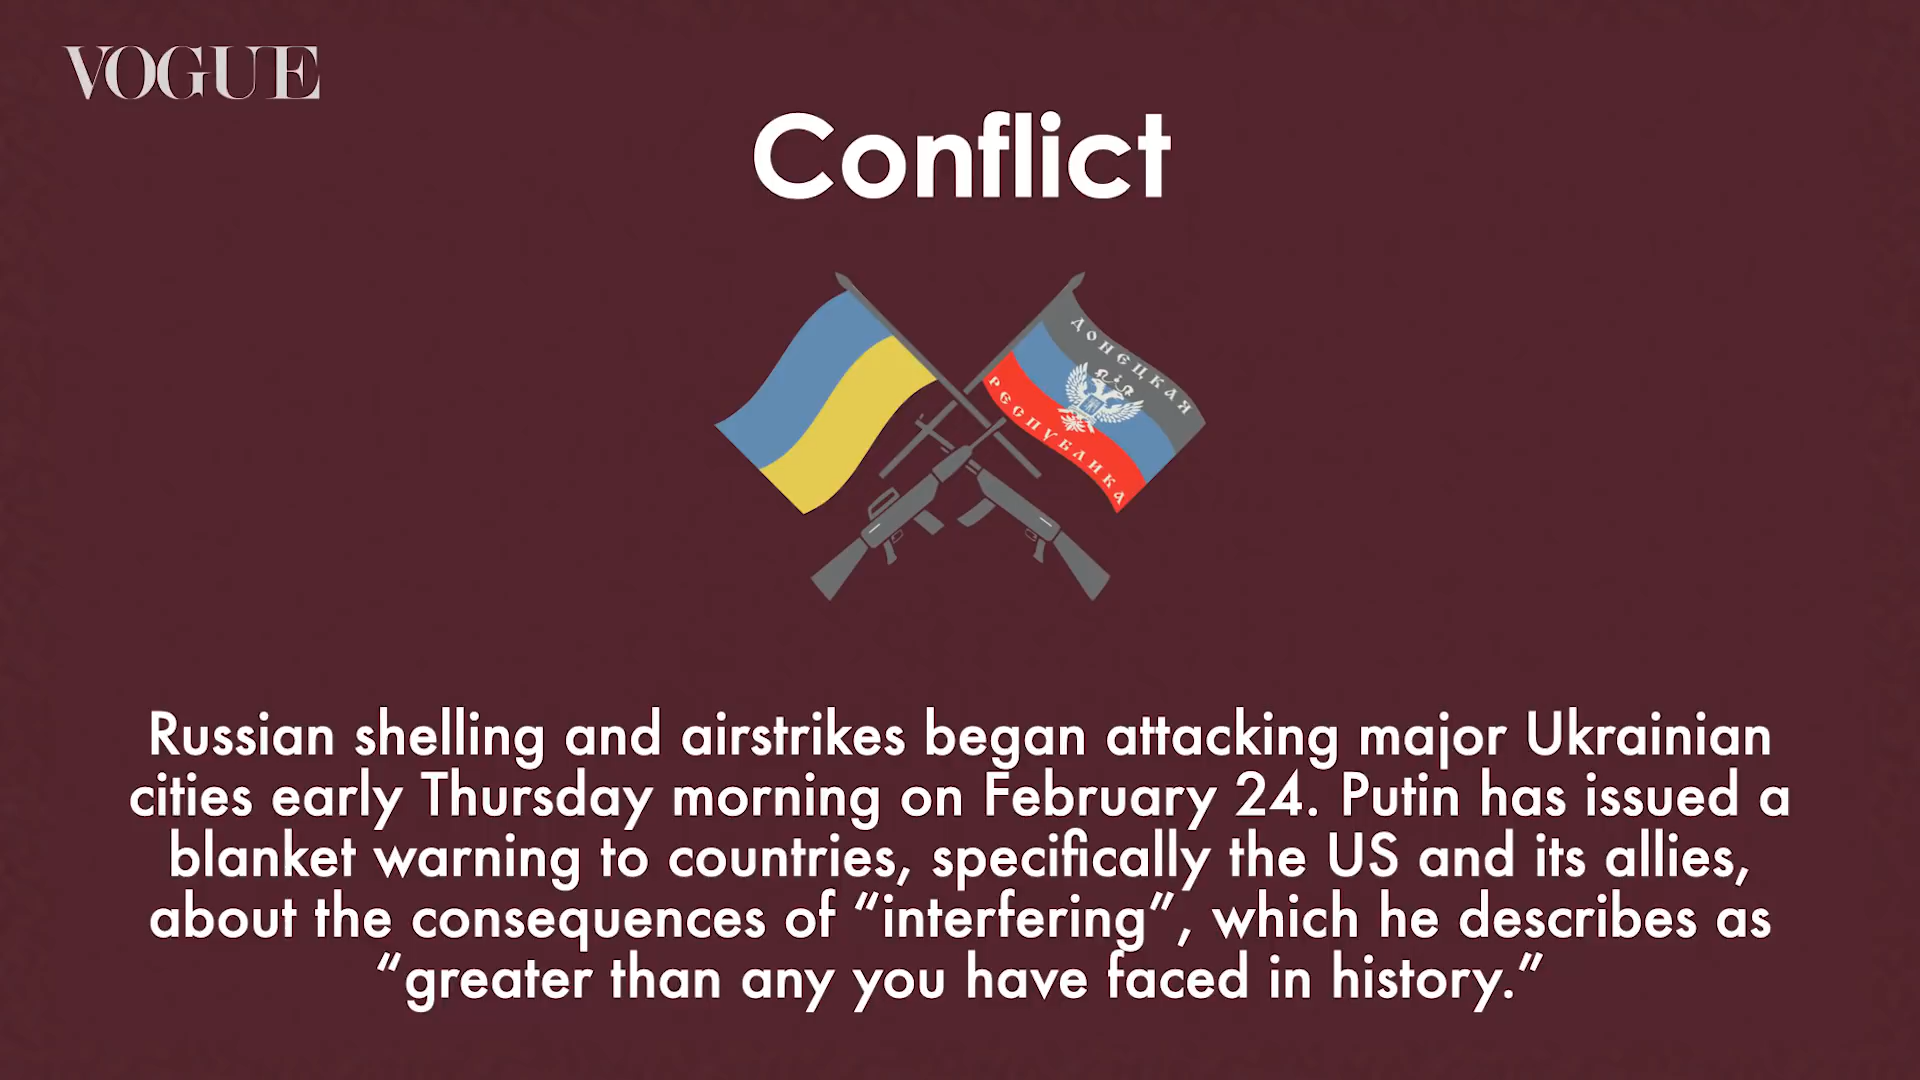 VOGUE
Conflict
ДОНЕЦКАЯ
РЕСПУБЛИКА
Russian shelling and airstrikes began attacking major Ukrainian
cities early Thursday morning on February 24. Putin has issued a
blanket warning to countries, specifically the US and its allies,
about the consequences of “interfering”, which he describes as
“greater than any you have faced in history.”